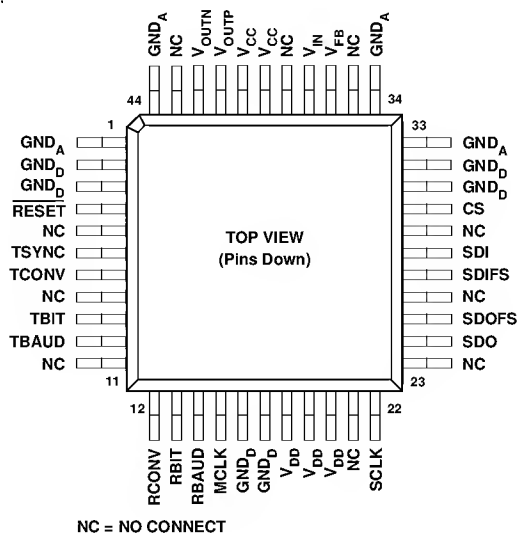 GNDA NC VOUTN VOUTP VCC VCC NC VIN VFB NC GNDA
44 34
1 33
GNDA GNDA
GNDD GNDD
GNDD GNDD
RESET CS
NC NC
TSYNC SDI
TCONV SDIFS
NC NC
TBIT SDOFS
TBAUD SDO
NC NC
TOP VIEW
(Pins Down)
11 23
12 22
RCONV RBIT RBAUD MCLK GNDD GNDD VDD VDD VDD NC SCLK
NC = NO CONNECT